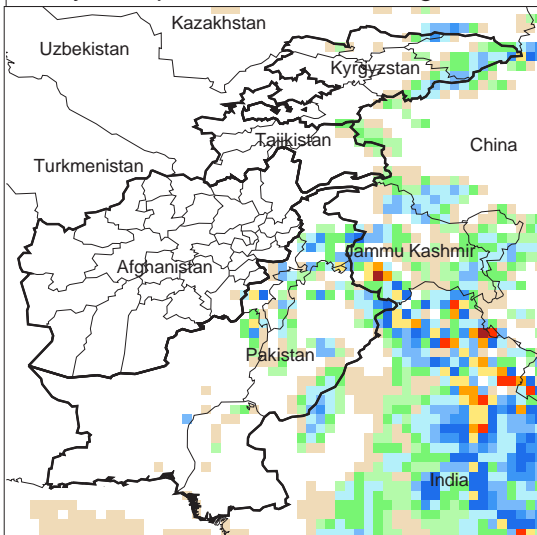 Kazakhstan
Uzbekistan
Kyrgyzstan
Tajikistan
China
Turkmenistan
Jammu Kashmir
Afghanistan
Pakistan
India